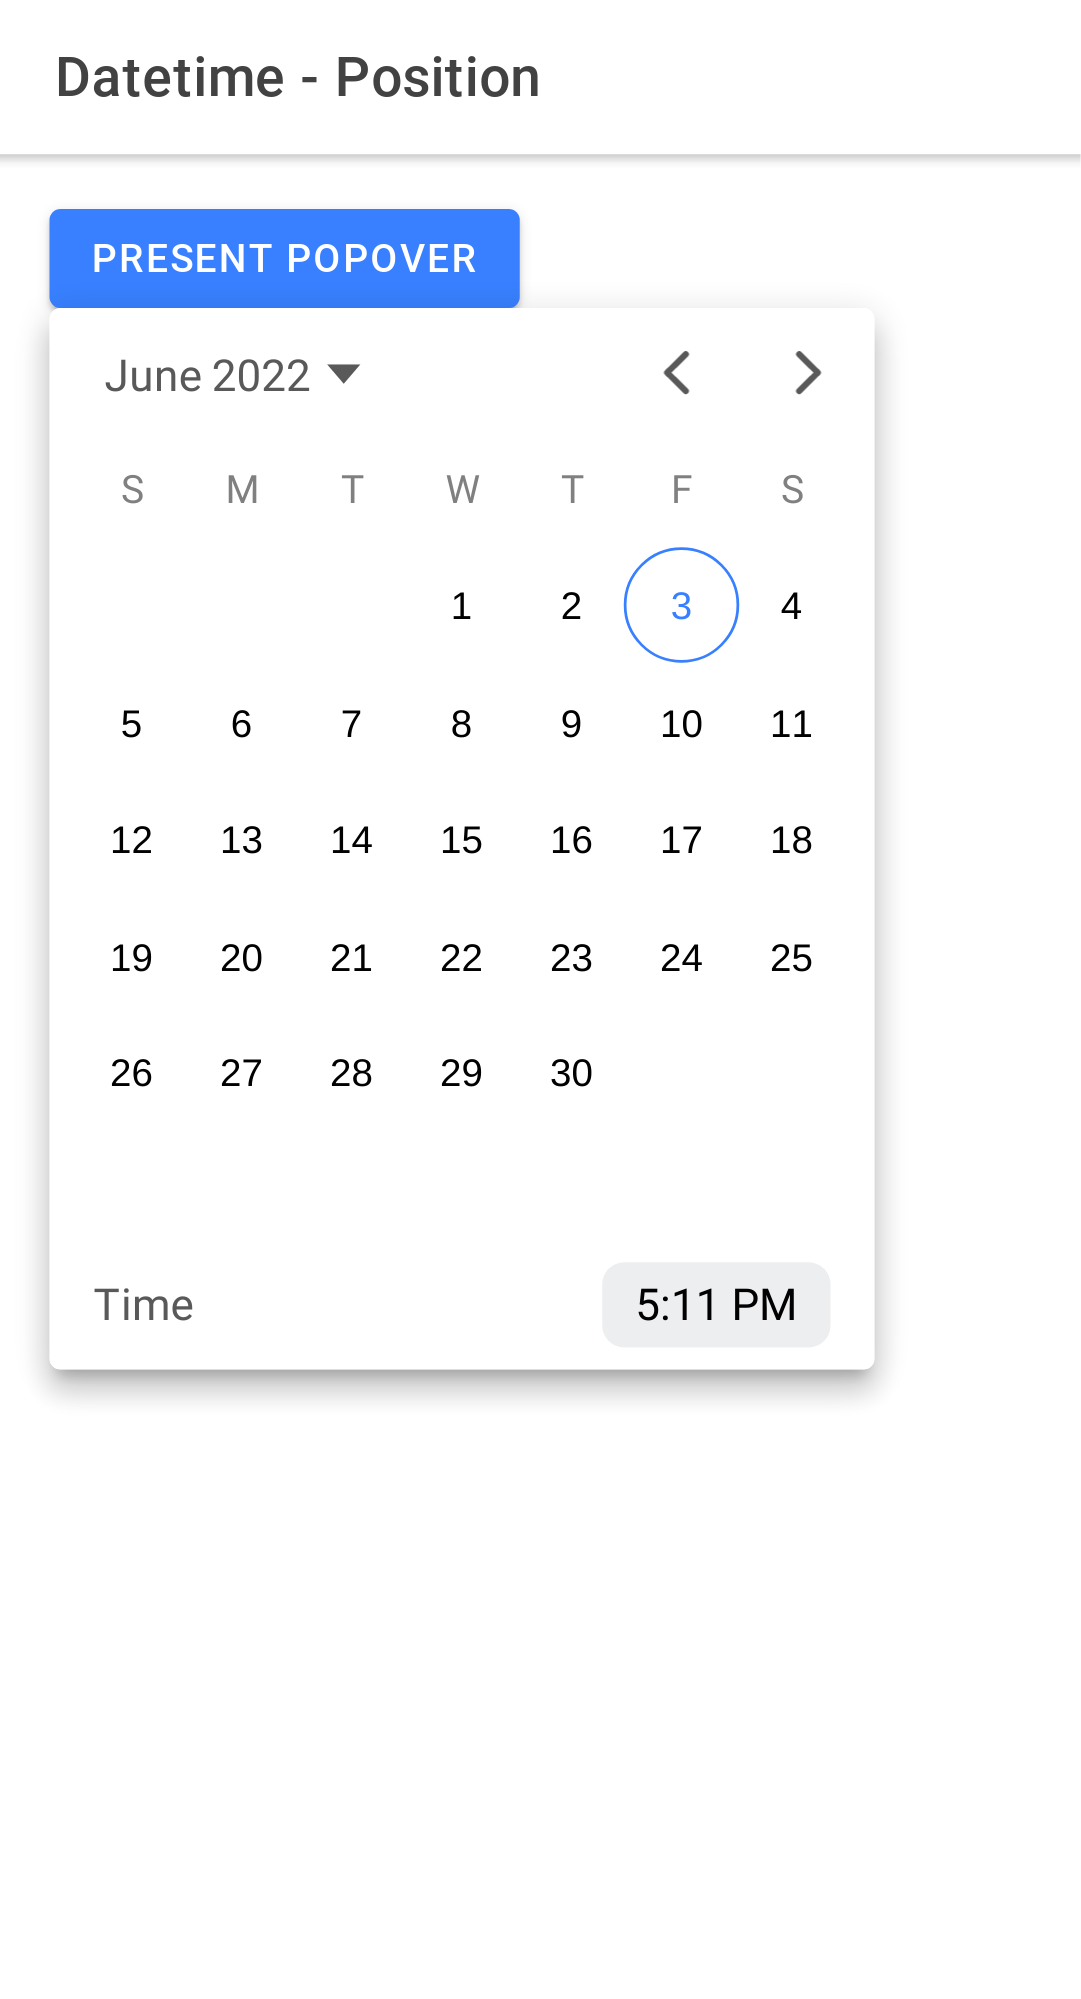 Datetime - Position
PRESENT POPOVER
June 2022
S M T W T F S
1 2 3 4
5 6 7 8 9 10 11
12 13 14 15 16 17 18
19 20 21 22 23 24 25
26 27 28 29 30
Time 5:11 PM